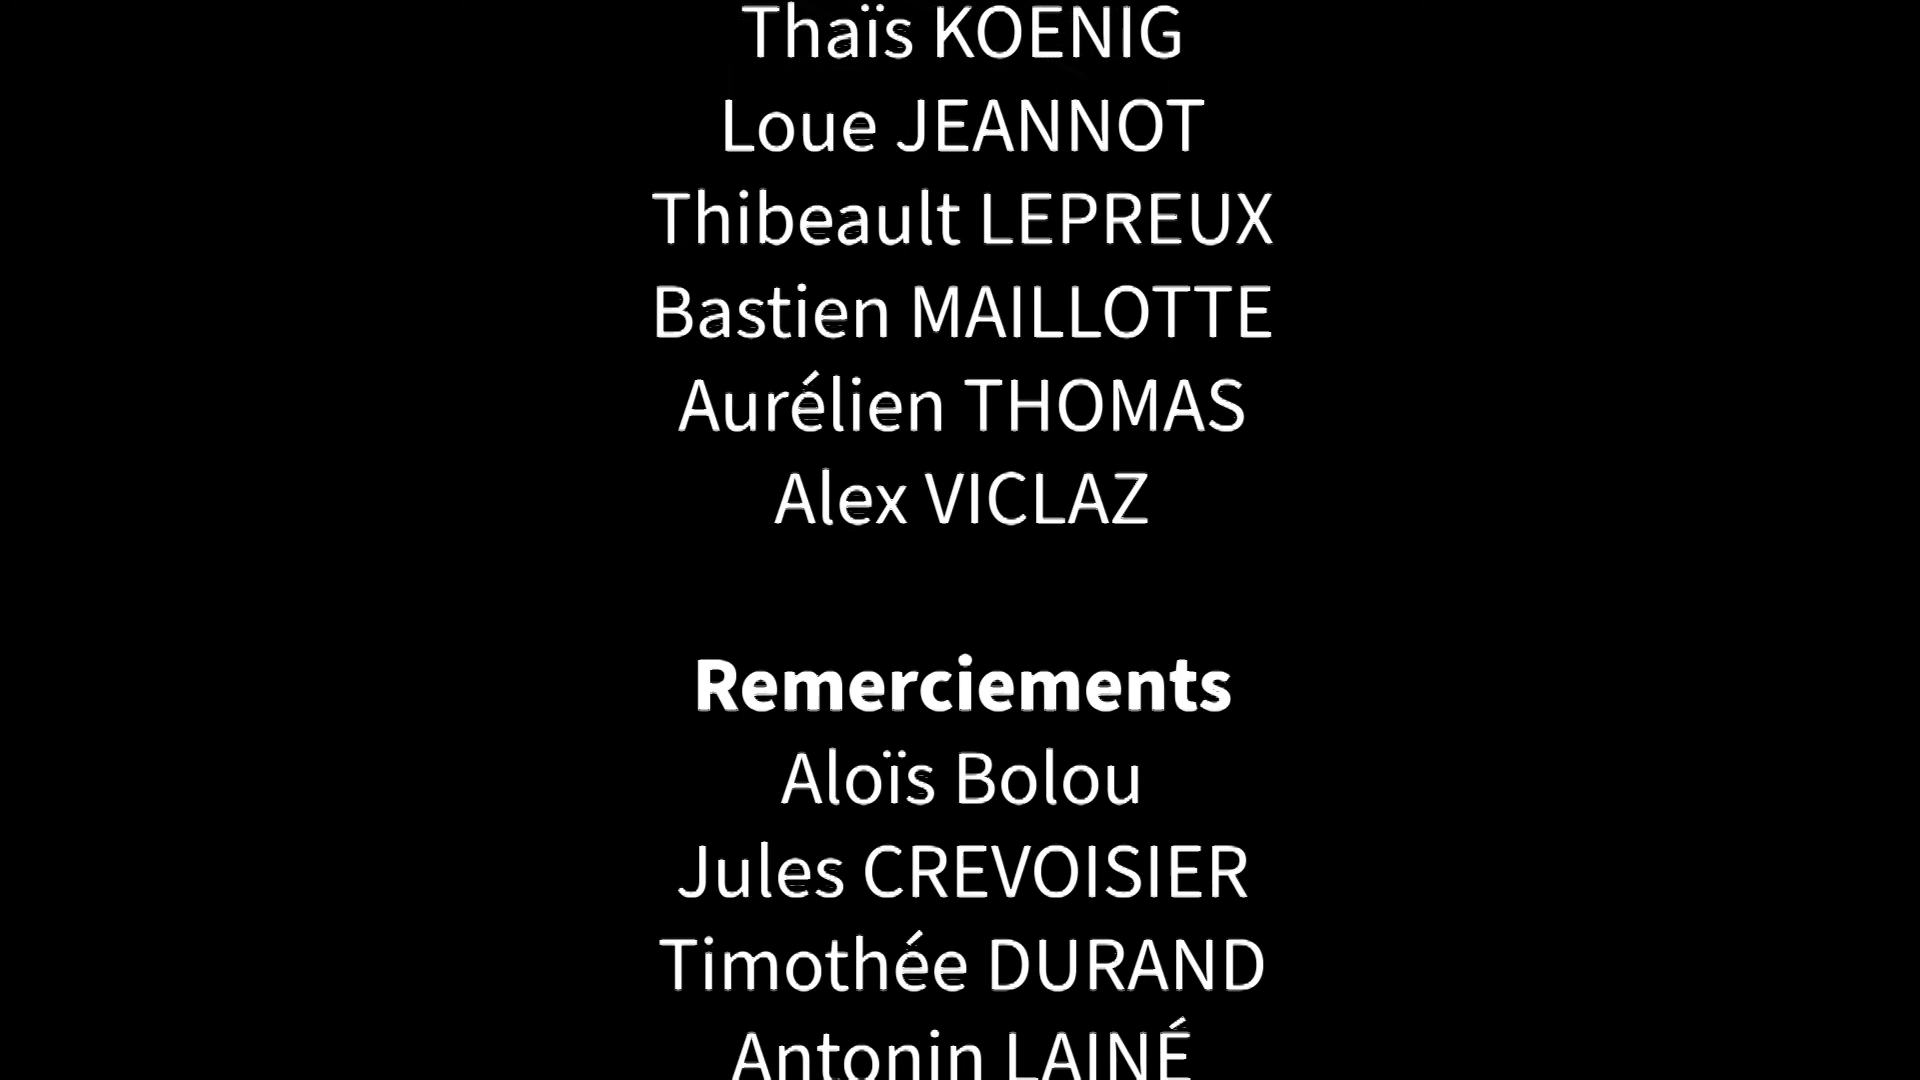 Thaïs KOENIG
Loue JEANNOT
Thibeault LEPREUX
Bastien MAILLOTTE
Aurélien THOMAS
Alex VICLAZ
Remerciements
Aloïs Bolou
Jules CREVOISIER
Timothée DURAND
Antonin LAINÉ